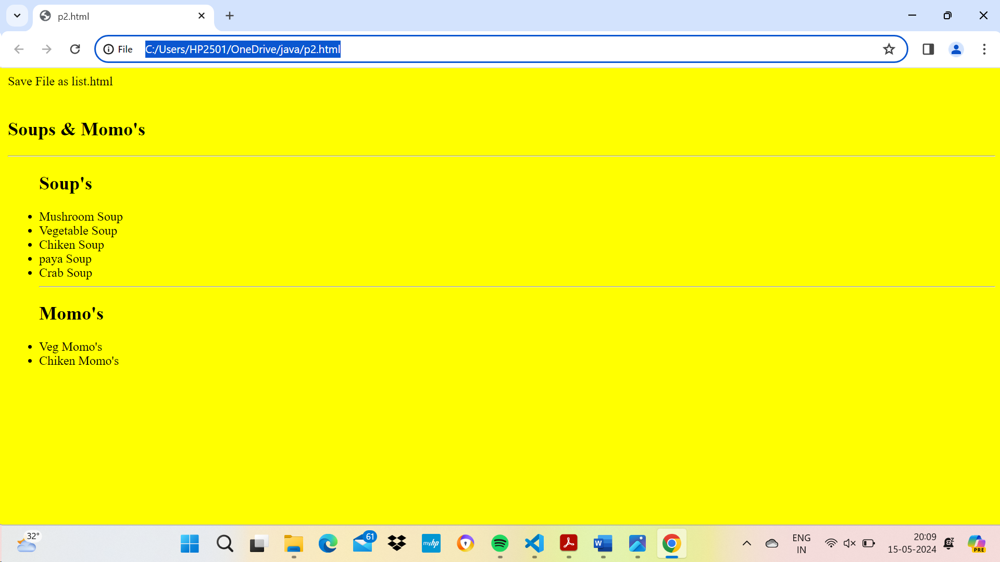 p2.html
File C:/Users/HP2501/OneDrive/java/p2.html
Save File as list.html
Soups & Momo's
Soup's
Mushroom Soup
Vegetable Soup
Chiken Soup
paya Soup
Crab Soup
Momo's
Veg Momo's
Chiken Momo's
32°
61
myhp
W
ENG
IN
20:09
15-05-2024
PRE